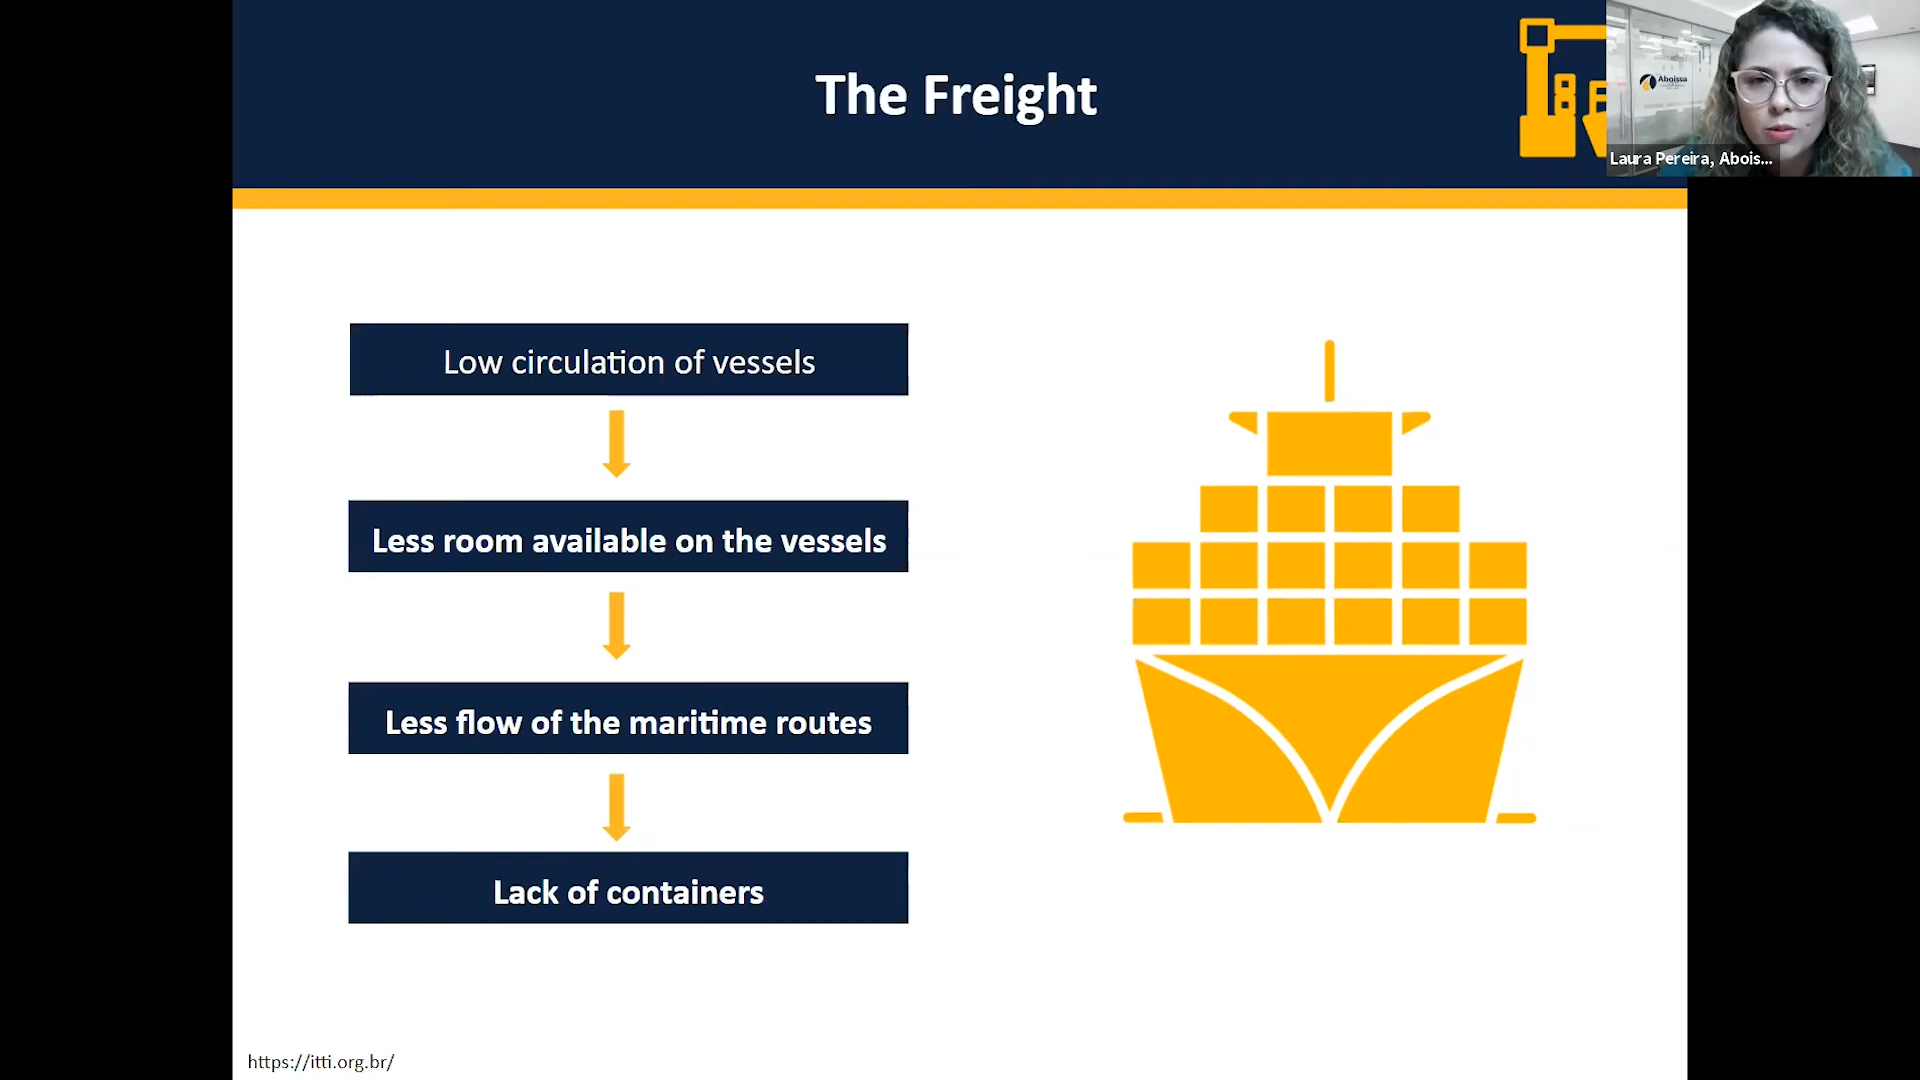 The Freight
Aboissa
Laura Pereira, Abois...
Low circulation of vessels
Less room available on the vessels
Less flow of the maritime routes
Lack of containers
https://itti.org.br/